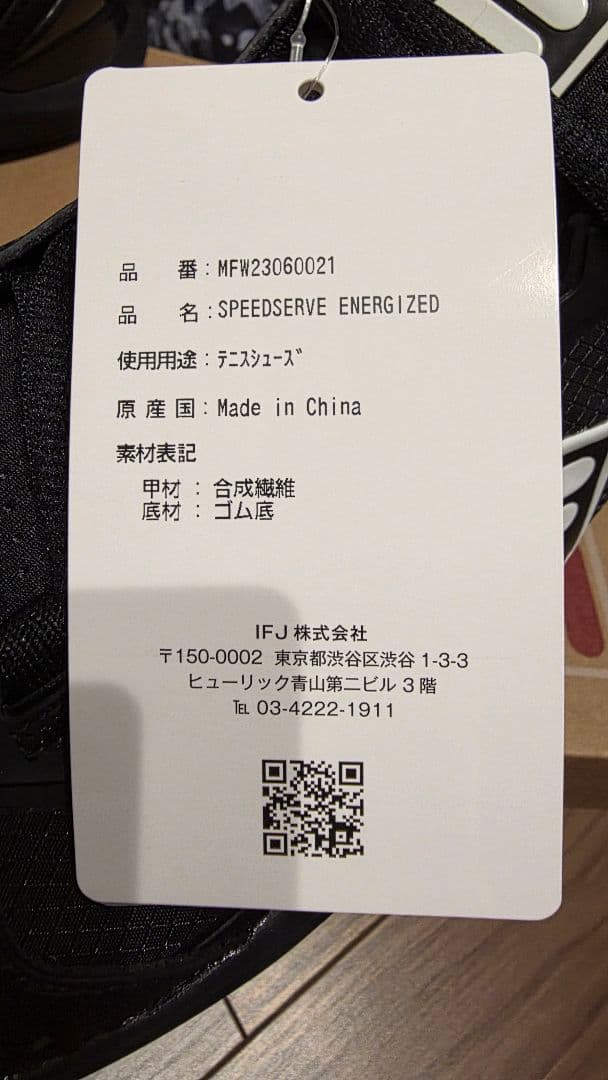 品 番：MFW23060021
品 名：SPEEDSERVE ENERGIZED
使用用途：ﾃﾆｽｼｭｰｽﾞ
原 産 国：Made in China
素材表記
甲材 ： 合成繊維
底材 ： ゴム底
IFJ 株式会社
〒150-0002 東京都渋谷区渋谷 1-3-3
ヒューリック青山第二ビル 3 階
℡ 03-4222-1911